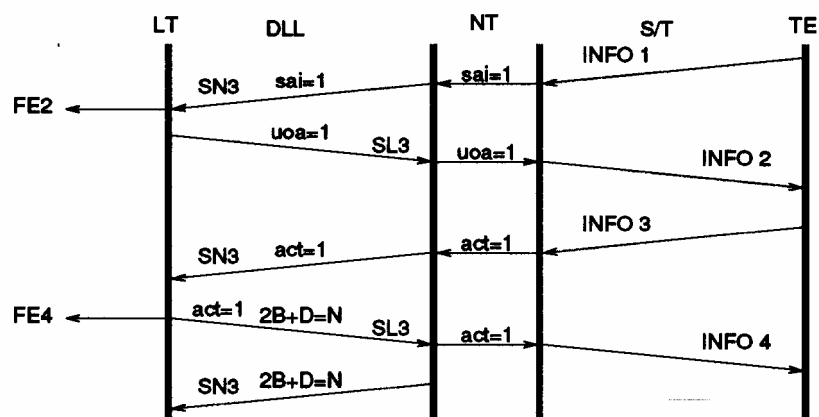 LT DLL NT S/T TE
INFO 1
SN3 sai=1 sai=1
FE2
uoa=1 SL3 uoa=1 INFO 2
INFO 3
SN3 act=1 act=1
FE4 act=1 2B+D=N SL3 act=1 INFO 4
SN3 2B+D=N